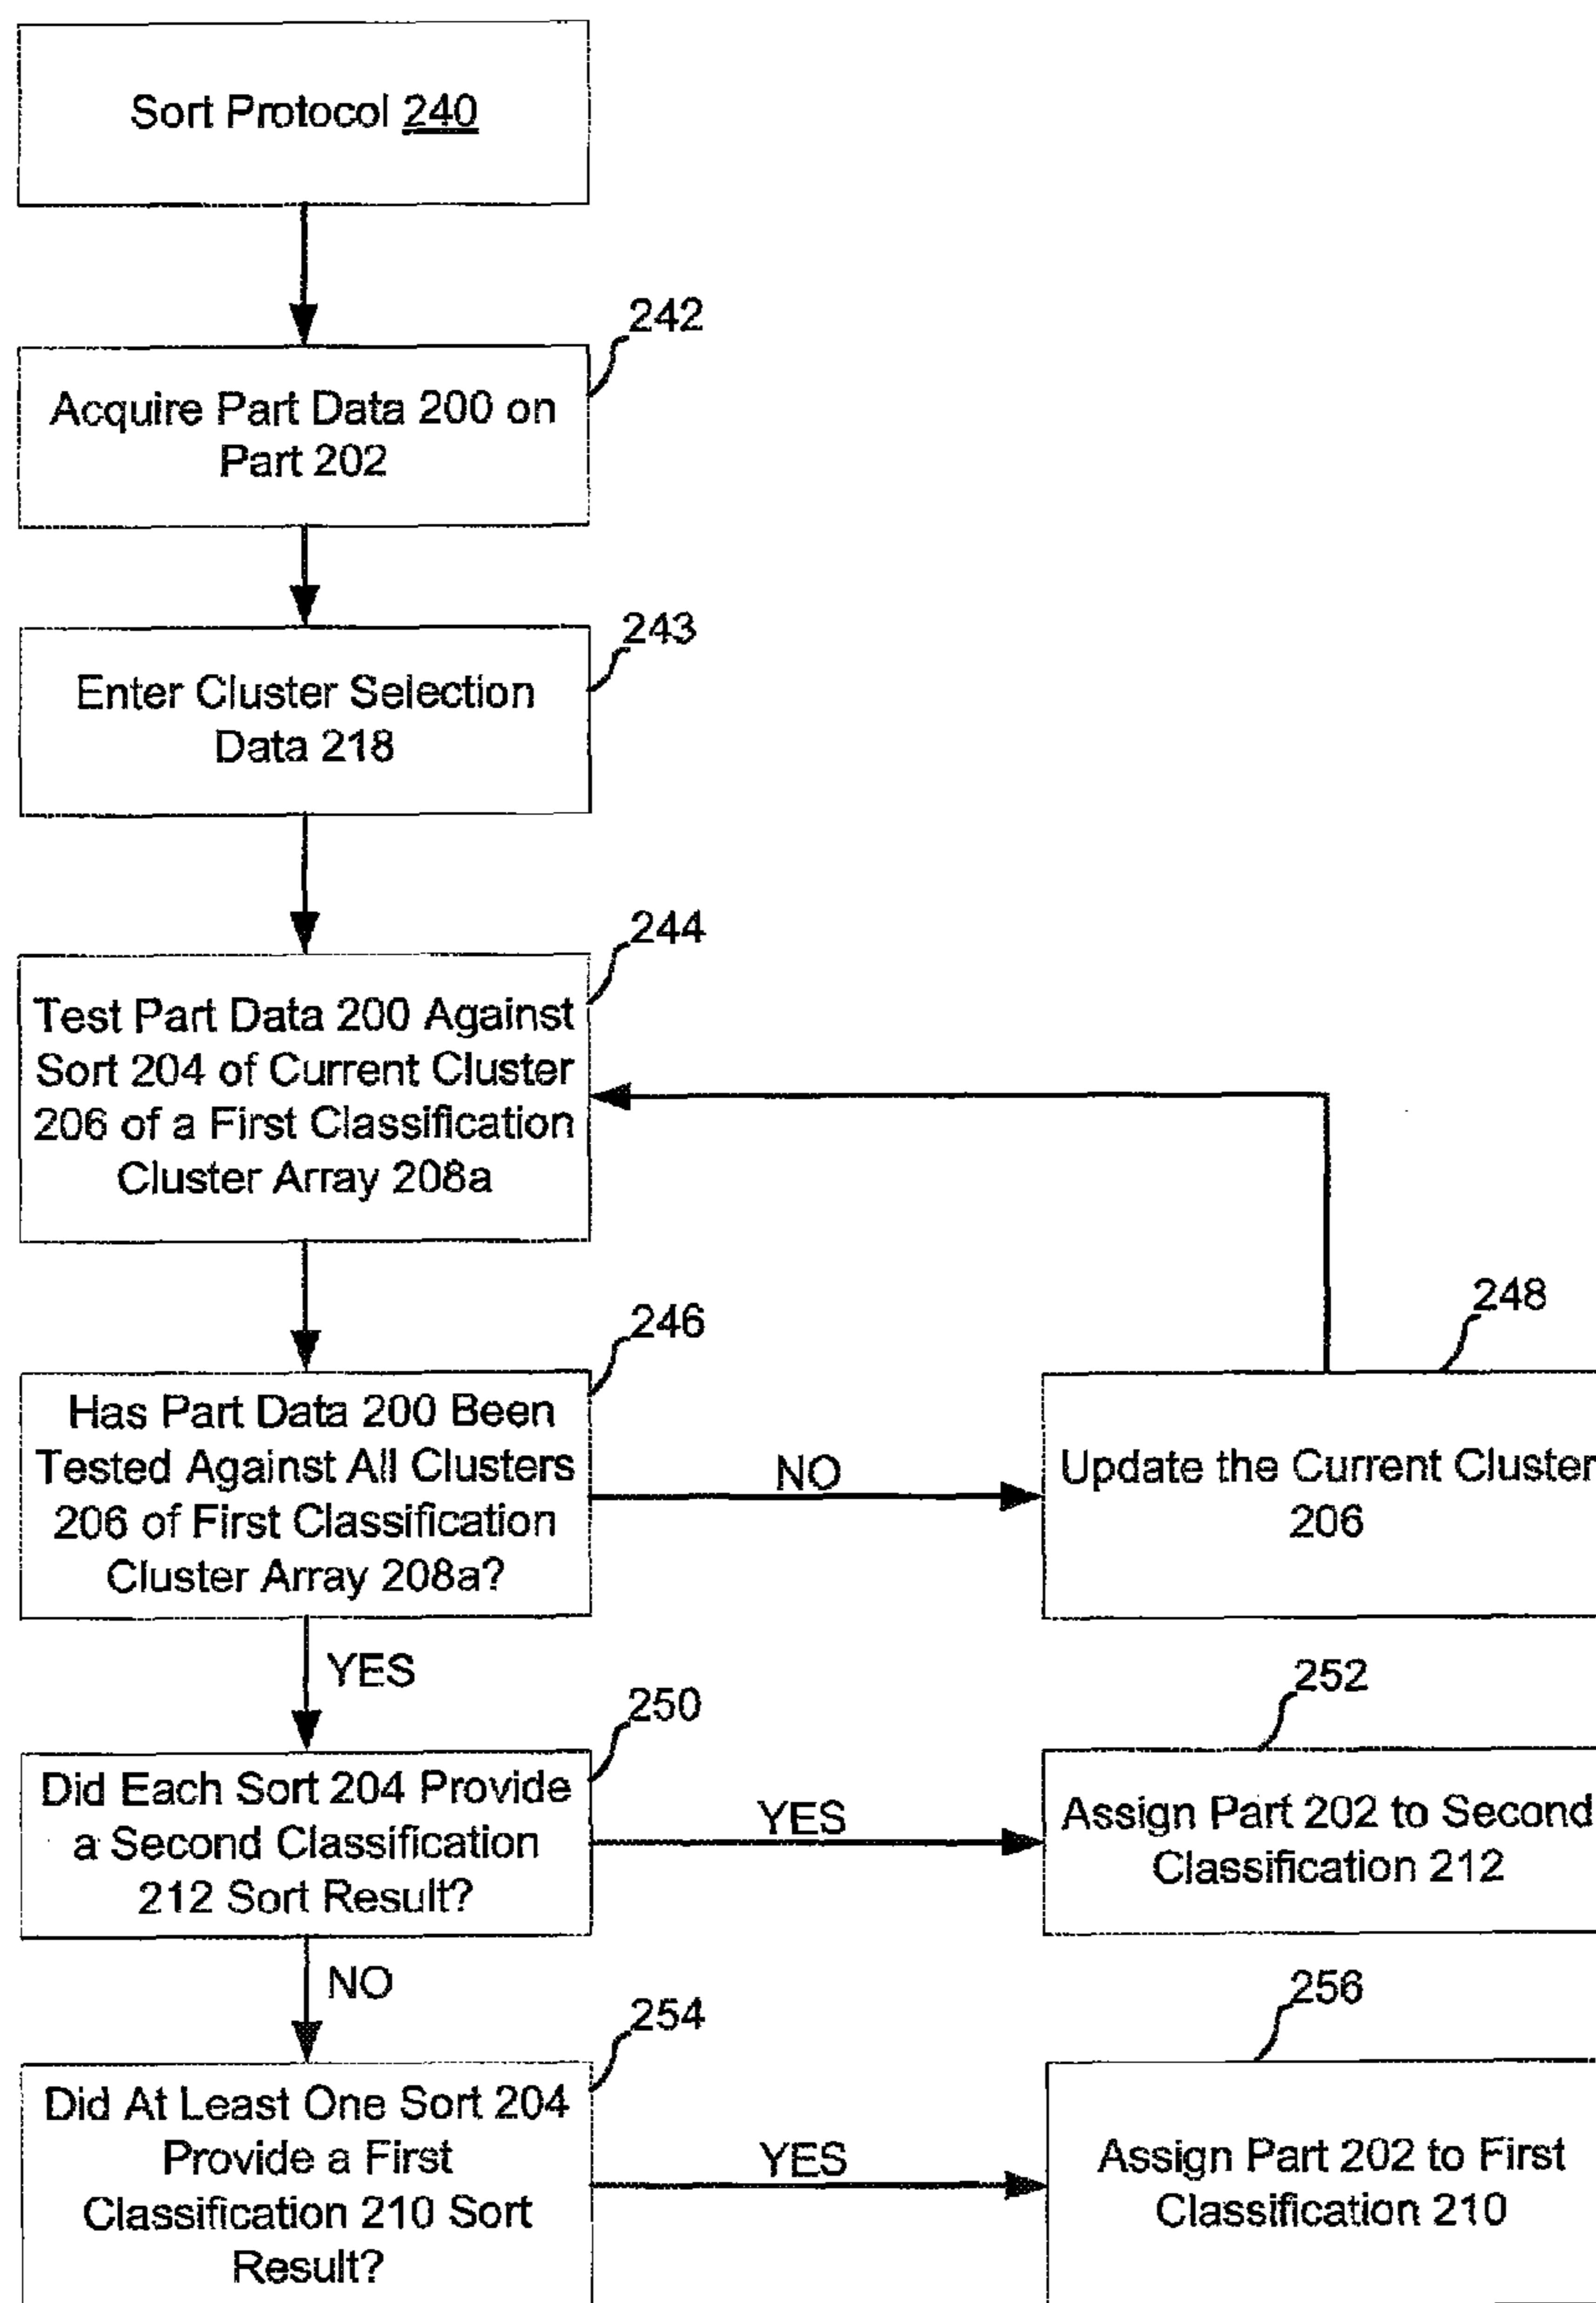 Sort Protocol 240
242
Acquire Part Data 200 on
Part 202
243
Enter Cluster Selection
Data 218
244
Test Part Data 200 Against
Sort 204 of Current Cluster
206 of a First Classification
Cluster Array 208a
246
Has Part Data 200 Been
Tested Against All Clusters
206 of First Classification
Cluster Array 208a?
NO
248
Update the Current Cluster
206
YES
250
Did Each Sort 204 Provide
a Second Classification
212 Sort Result?
YES
252
Assign Part 202 to Second
Classification 212
NO
254
Did At Least One Sort 204
Provide a First
Classification 210 Sort
Result?
YES
256
Assign Part 202 to First
Classification 210